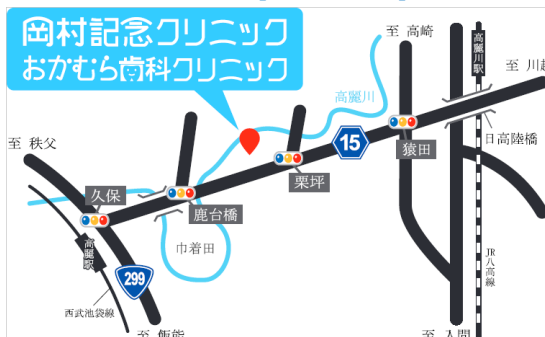 岡村記念クリニック
おかむら歯科クリニック
至 高崎
高麗川駅
至 川越
高麗川
日高陸橋
至 秩父
15
猿田
栗坪
久保
鹿台橋
巾着田
高麗駅
299
西武池袋線
JR八高線
至 飯能
至 入間